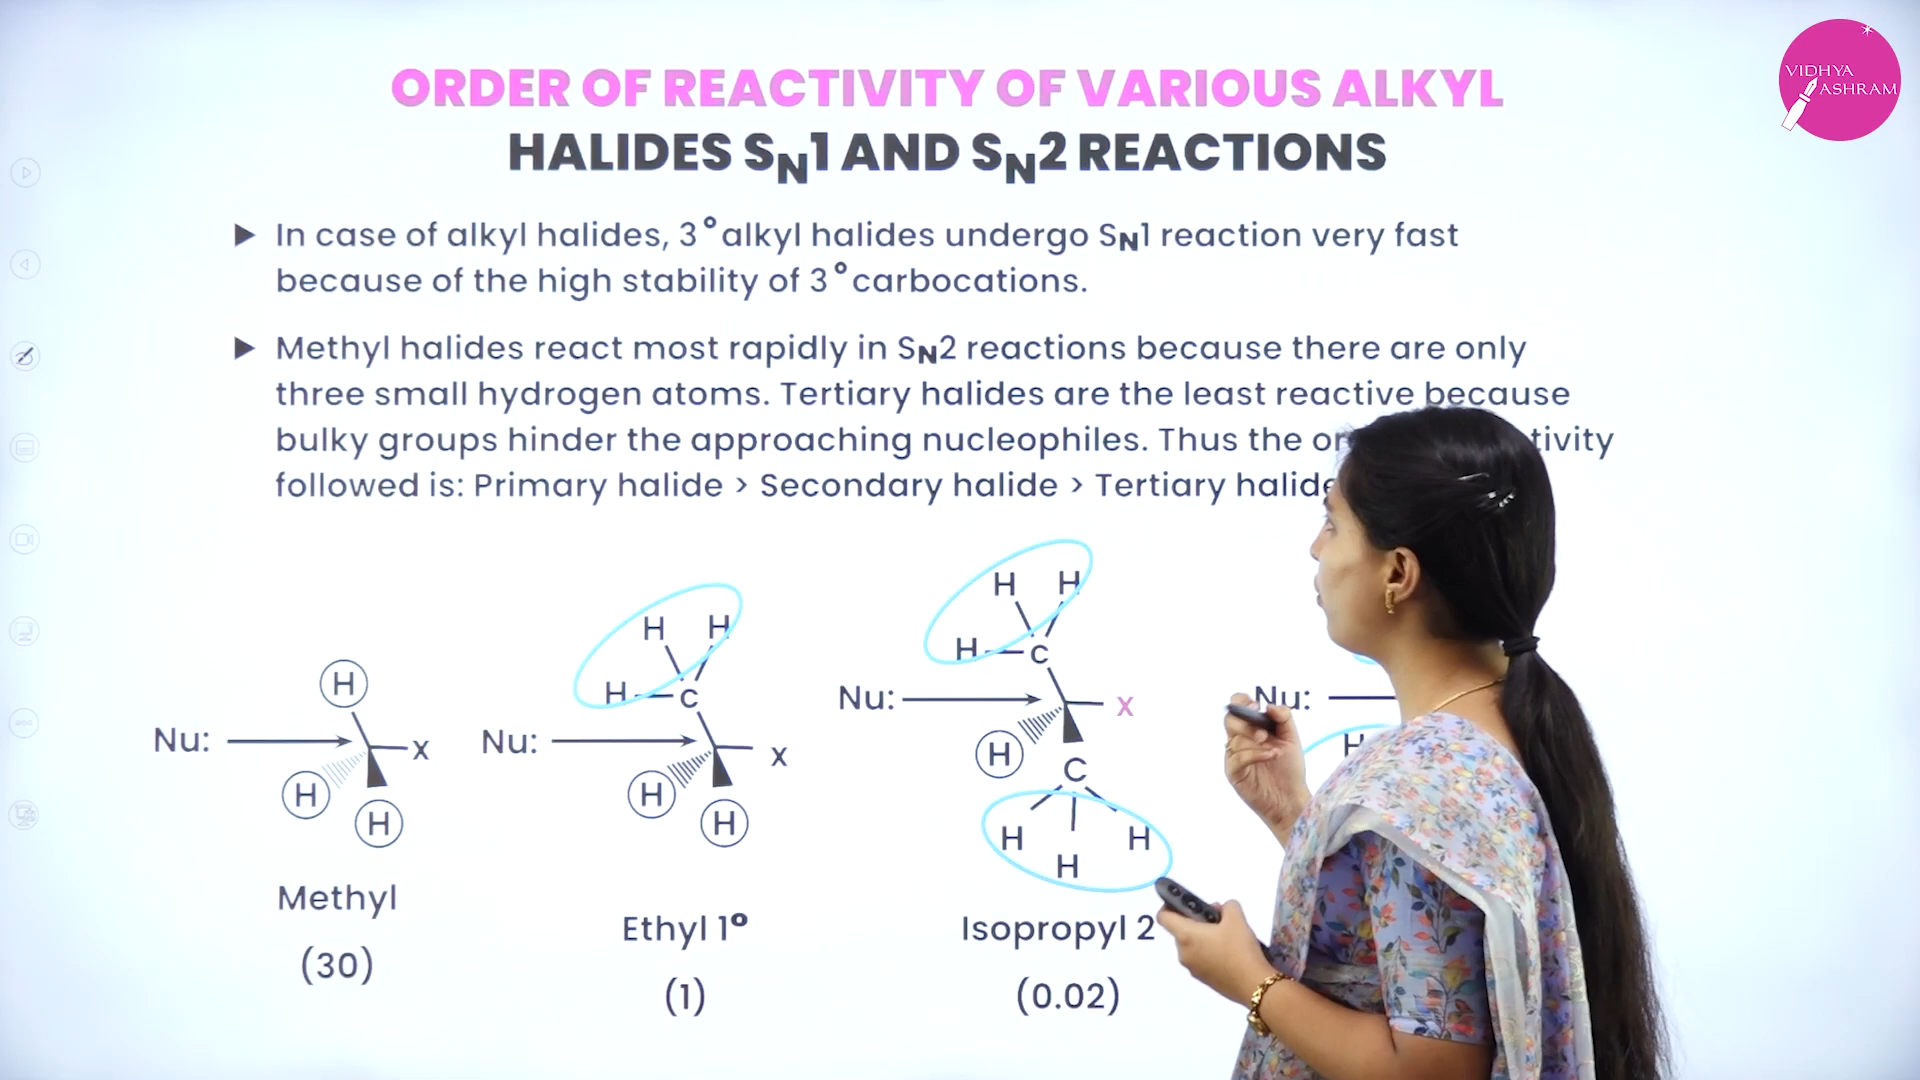 VIDHYA
ASHRAM
ORDER OF REACTIVITY OF VARIOUS ALKYL
HALIDES SN1 AND SN2 REACTIONS
► In case of alkyl halides, 3° alkyl halides undergo SN1 reaction very fast
because of the high stability of 3° carbocations.
► Methyl halides react most rapidly in SN2 reactions because there are only
three small hydrogen atoms. Tertiary halides are the least reactive because
bulky groups hinder the approaching nucleophiles. Thus the
followed is: Primary halide > Secondary halide > Tertiary halide
H H
H C
Nu: X
H
C
H H
H
H H
H C
Nu: X
H H
H
Nu: X
H H
Nu:
H
Methyl
(30)
Ethyl 1°
(1)
Isopropyl 2
(0.02)